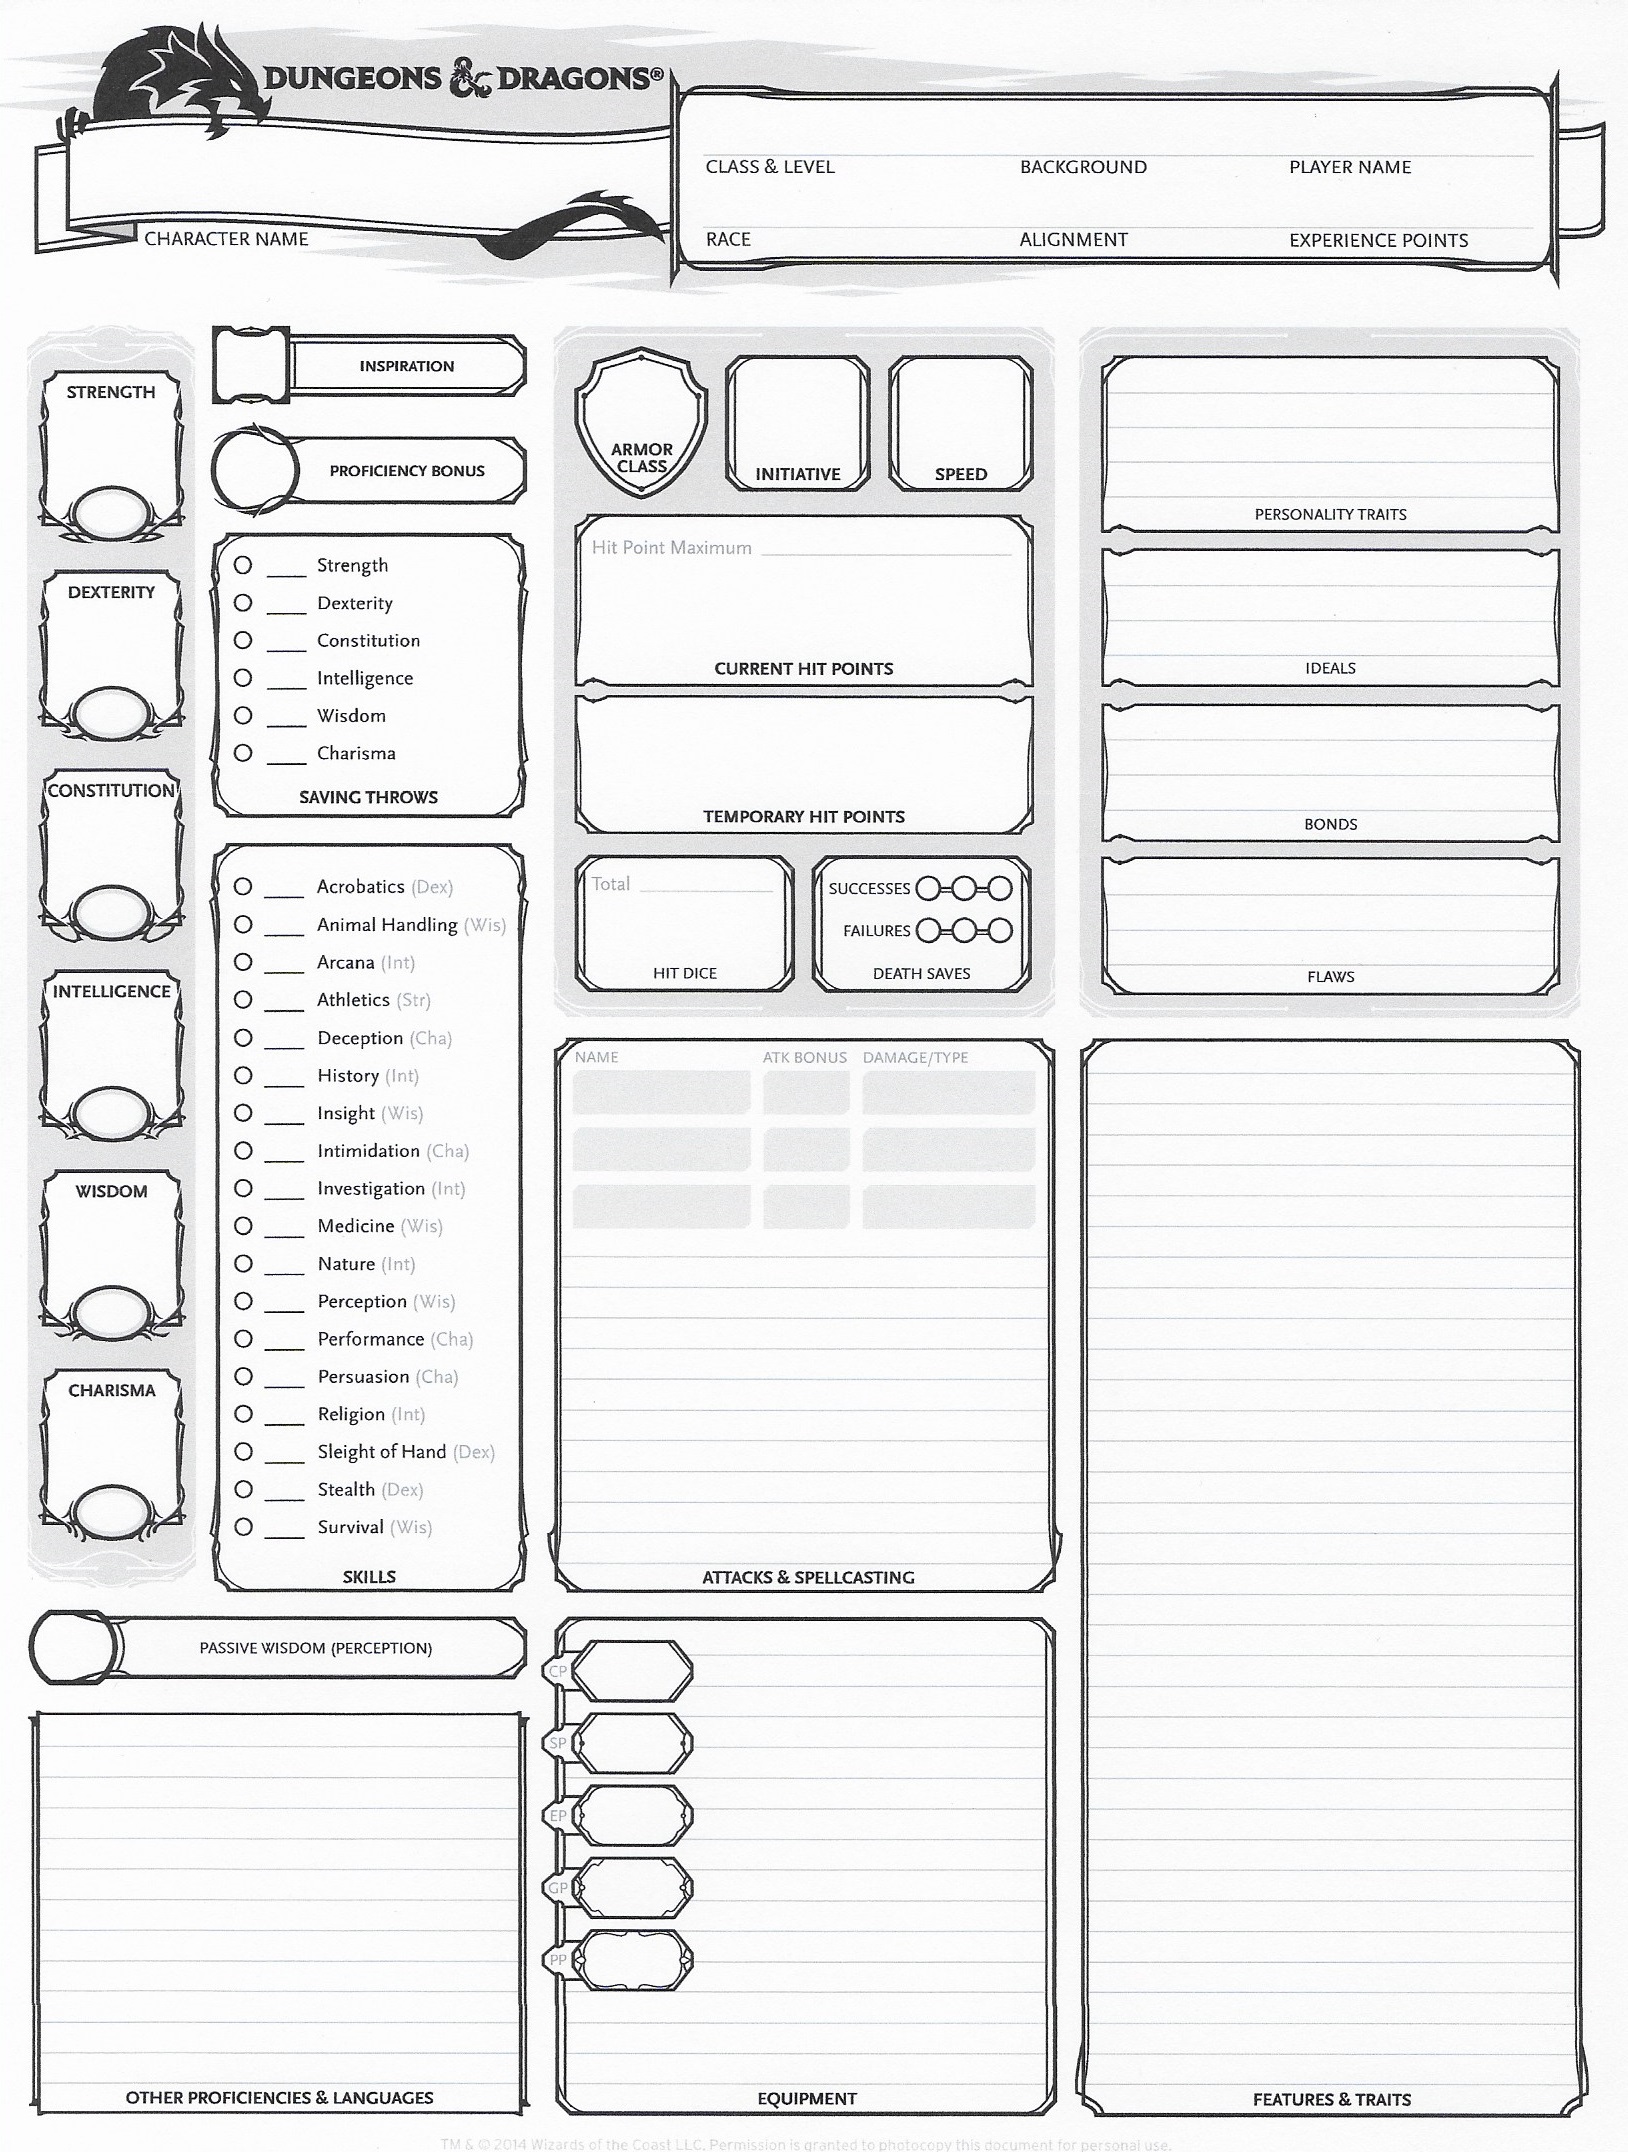 DUNGEONS & DRAGONS®
CLASS & LEVEL BACKGROUND PLAYER NAME
CHARACTER NAME
RACE ALIGNMENT EXPERIENCE POINTS
STRENGTH
DEXTERITY
CONSTITUTION
INTELLIGENCE
WISDOM
CHARISMA
INSPIRATION
PROFICIENCY BONUS
Strength
Dexterity
Constitution
Intelligence
Wisdom
Charisma
SAVING THROWS
Acrobatics (Dex)
Animal Handling (Wis)
Arcana (Int)
Athletics (Str)
Deception (Cha)
History (Int)
Insight (Wis)
Intimidation (Cha)
Investigation (Int)
Medicine (Wis)
Nature (Int)
Perception (Wis)
Performance (Cha)
Persuasion (Cha)
Religion (Int)
Sleight of Hand (Dex)
Stealth (Dex)
Survival (Wis)
SKILLS
PASSIVE WISDOM (PERCEPTION)
OTHER PROFICIENCIES & LANGUAGES
ARMOR
CLASS
INITIATIVE
SPEED
Hit Point Maximum
CURRENT HIT POINTS
TEMPORARY HIT POINTS
Total
HIT DICE
SUCCESSES
FAILURES
DEATH SAVES
NAME ATK BONUS DAMAGE/TYPE
ATTACKS & SPELLCASTING
CP
SP
EP
GP
PP
EQUIPMENT
PERSONALITY TRAITS
IDEALS
BONDS
FLAWS
FEATURES & TRAITS
TM & © 2014 Wizards of the Coast LLC. Permission is granted to photocopy this document for personal use.